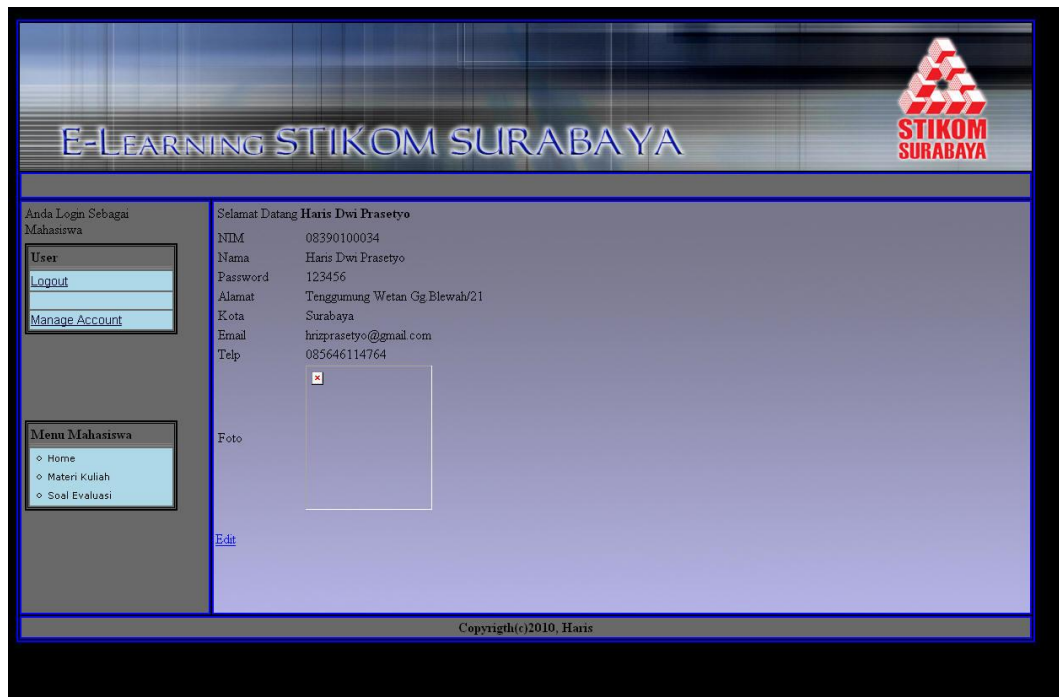 E-LEARNING STIKOM SURABAYA
STIKOM
SURABAYA
Anda Login Sebagai
Mahasiswa
User
Logout
Manage Account
Menu Mahasiswa
Home
Materi Kuliah
Soal Evaluasi
Selamat Datang Haris Dwi Prasetyo
NIM 08390100034
Nama Haris Dwi Prasetyo
Password 123456
Alamat Tenggumung Wetan Gg.Blewah/21
Kota Surabaya
Email hrizprasetyo@gmail.com
Telp 085646114764
Foto
Edit
Copyrigth(c)2010, Haris